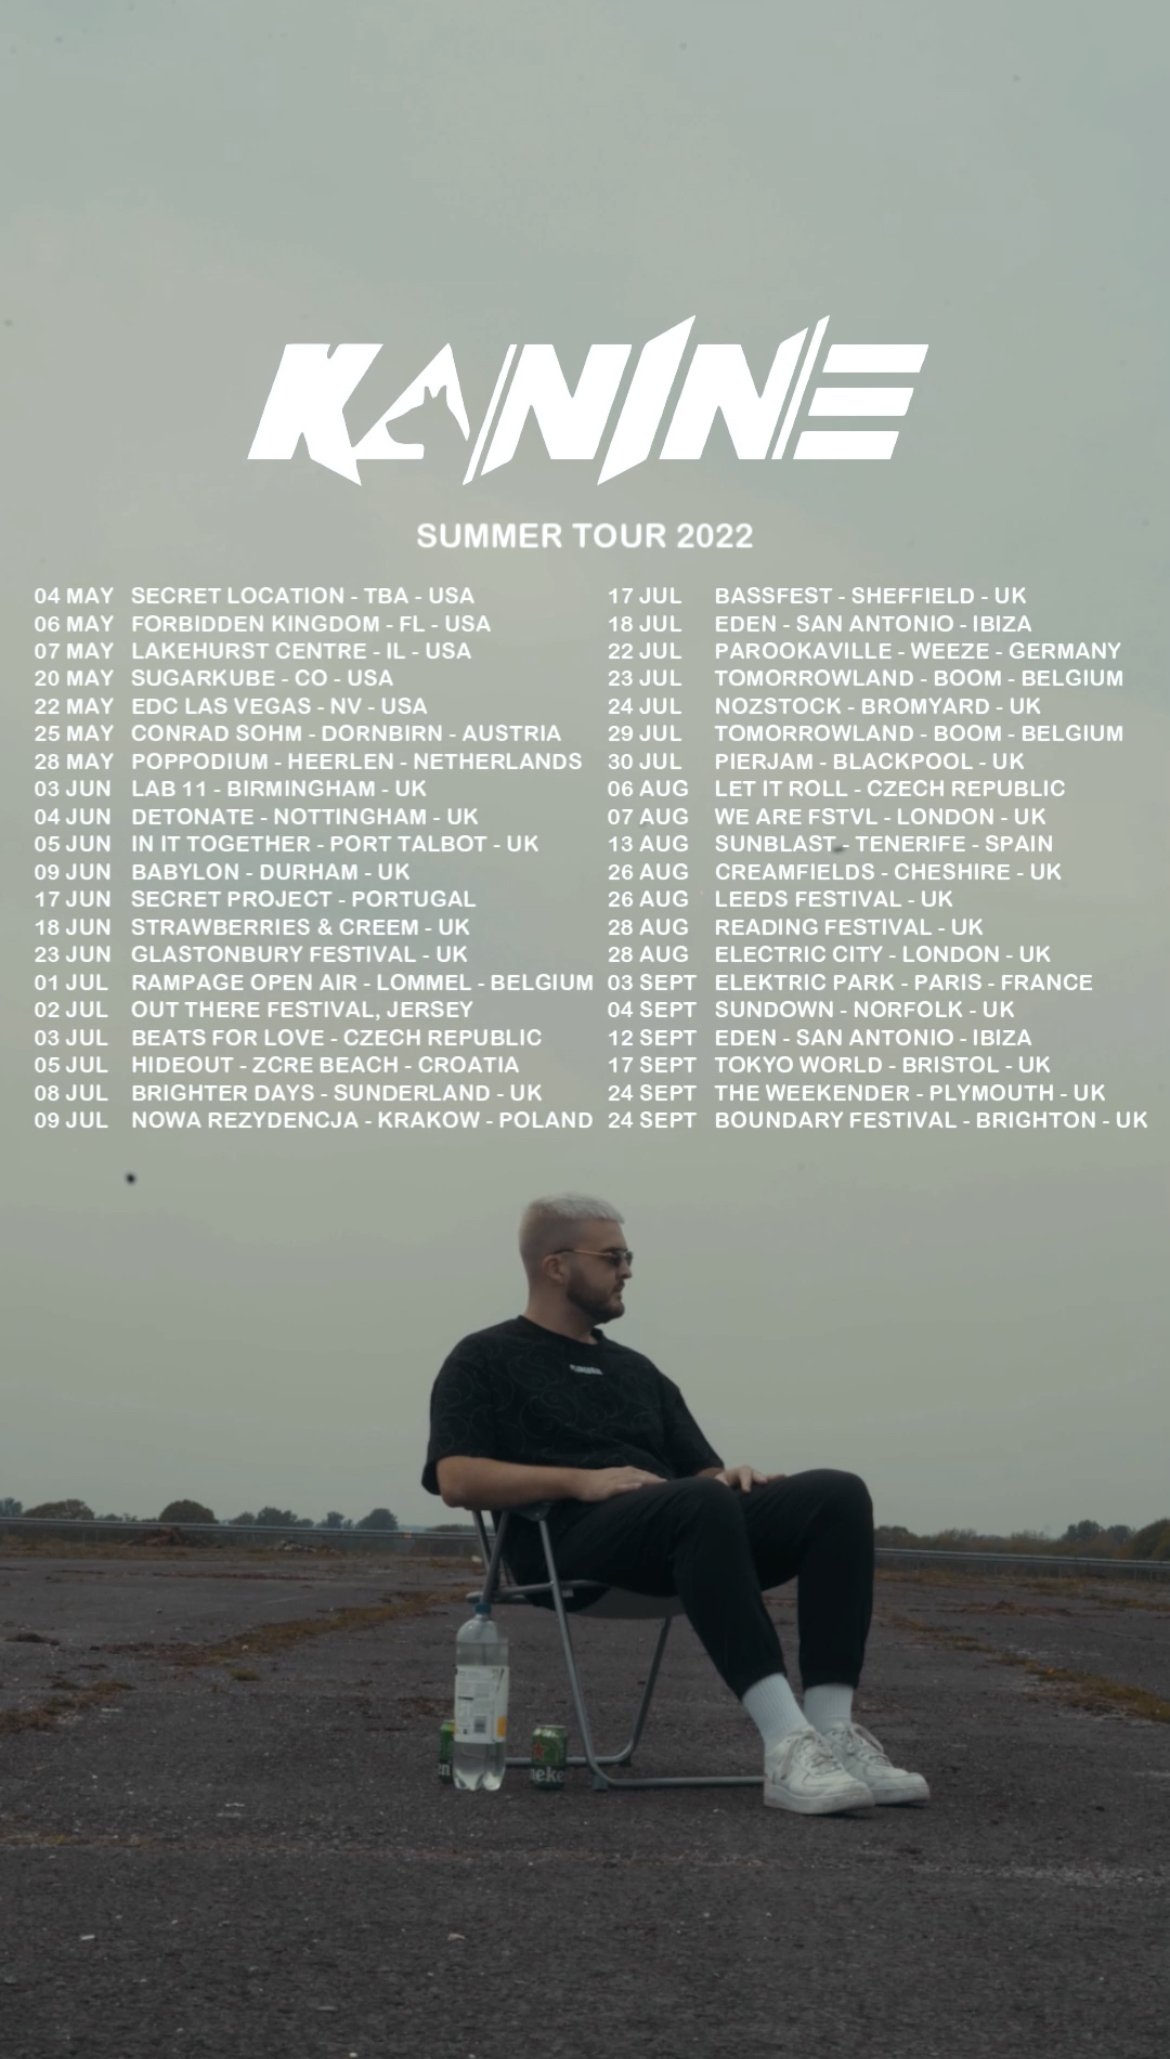 KANINE
SUMMER TOUR 2022
04 MAY SECRET LOCATION - TBA - USA
06 MAY FORBIDDEN KINGDOM - FL - USA
07 MAY LAKEHURST CENTRE - IL - USA
20 MAY SUGARKUBE - CO - USA
22 MAY EDC LAS VEGAS - NV - USA
25 MAY CONRAD SOHM - DORNBIRN - AUSTRIA
28 MAY POPPODIUM - HEERLEN - NETHERLANDS
03 JUN LAB 11 - BIRMINGHAM - UK
04 JUN DETONATE - NOTTINGHAM - UK
05 JUN IN IT TOGETHER - PORT TALBOT - UK
09 JUN BABYLON - DURHAM - UK
17 JUN SECRET PROJECT - PORTUGAL
18 JUN STRAWBERRIES & CREEM - UK
23 JUN GLASTONBURY FESTIVAL - UK
01 JUL RAMPAGE OPEN AIR - LOMMEL - BELGIUM
02 JUL OUT THERE FESTIVAL, JERSEY
03 JUL BEATS FOR LOVE - CZECH REPUBLIC
05 JUL HIDEOUT - ZCRE BEACH - CROATIA
08 JUL BRIGHTER DAYS - SUNDERLAND - UK
09 JUL NOWA REZYDENCJA - KRAKOW - POLAND
17 JUL BASSFEST - SHEFFIELD - UK
18 JUL EDEN - SAN ANTONIO - IBIZA
22 JUL PAROOKAVILLE - WEEZE - GERMANY
23 JUL TOMORROWLAND - BOOM - BELGIUM
24 JUL NOZSTOCK - BROMYARD - UK
29 JUL TOMORROWLAND - BOOM - BELGIUM
30 JUL PIERJAM - BLACKPOOL - UK
06 AUG LET IT ROLL - CZECH REPUBLIC
07 AUG WE ARE FSTVL - LONDON - UK
13 AUG SUNBLAST - TENERIFE - SPAIN
26 AUG CREAMFIELDS - CHESHIRE - UK
26 AUG LEEDS FESTIVAL - UK
28 AUG READING FESTIVAL - UK
28 AUG ELECTRIC CITY - LONDON - UK
03 SEPT ELEKTRIC PARK - PARIS - FRANCE
04 SEPT SUNDOWN - NORFOLK - UK
12 SEPT EDEN - SAN ANTONIO - IBIZA
17 SEPT TOKYO WORLD - BRISTOL - UK
24 SEPT THE WEEKENDER - PLYMOUTH - UK
24 SEPT BOUNDARY FESTIVAL - BRIGHTON - UK